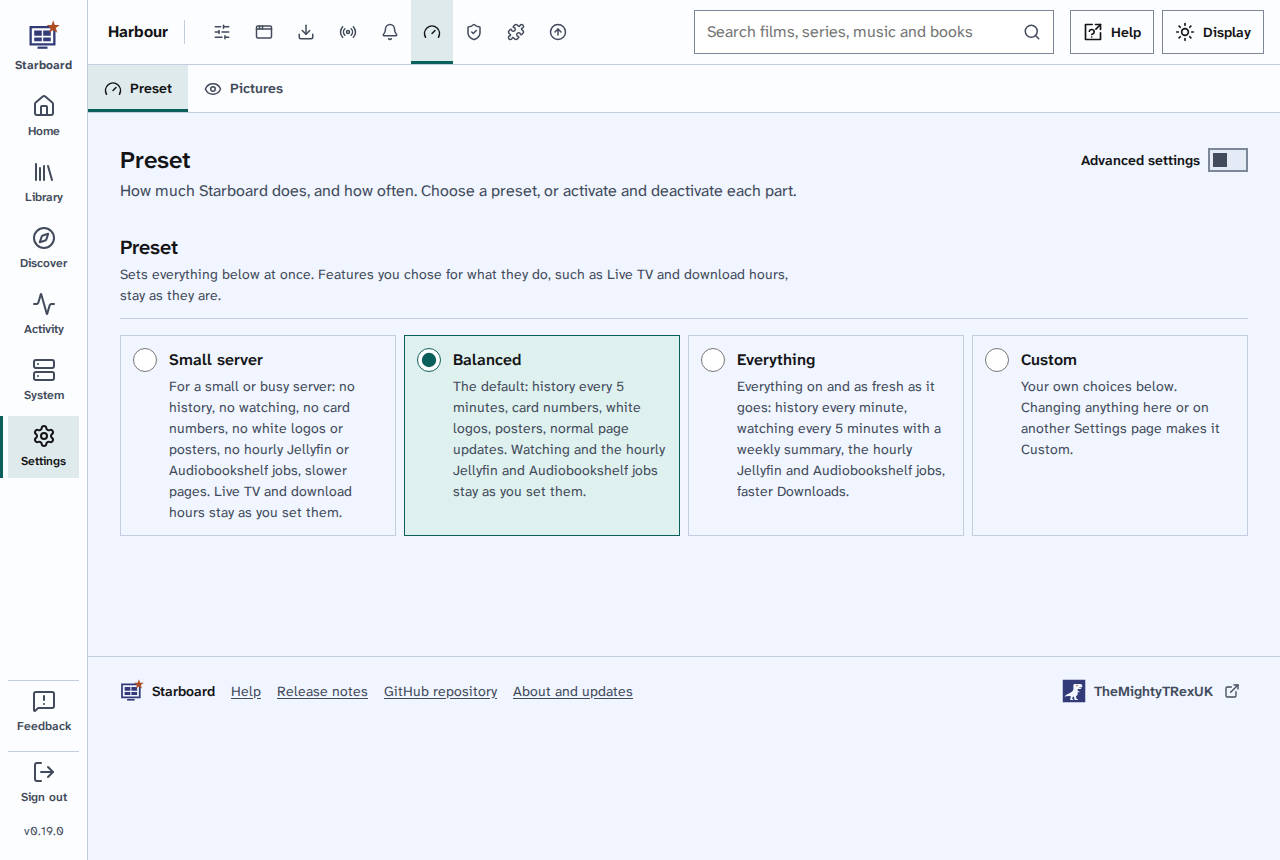 Starboard
Home
Library
Discover
Activity
System
Settings
Feedback
Sign out
v0.19.0
Harbour
Search films, series, music and books
Help
Display
Preset
Pictures
Preset
Advanced settings
How much Starboard does, and how often. Choose a preset, or activate and deactivate each part.
Preset
Sets everything below at once. Features you chose for what they do, such as Live TV and download hours,
stay as they are.
Small server
For a small or busy server: no
history, no watching, no card
numbers, no white logos or
posters, no hourly Jellyfin or
Audiobookshelf jobs, slower
pages. Live TV and download
hours stay as you set them.
Balanced
The default: history every 5
minutes, card numbers, white
logos, posters, normal page
updates. Watching and the hourly
Jellyfin and Audiobookshelf jobs
stay as you set them.
Everything
Everything on and as fresh as it
goes: history every minute,
watching every 5 minutes with a
weekly summary, the hourly
Jellyfin and Audiobookshelf jobs,
faster Downloads.
Custom
Your own choices below.
Changing anything here or on
another Settings page makes it
Custom.
Starboard
Help
Release notes
GitHub repository
About and updates
TheMightyTRexUK